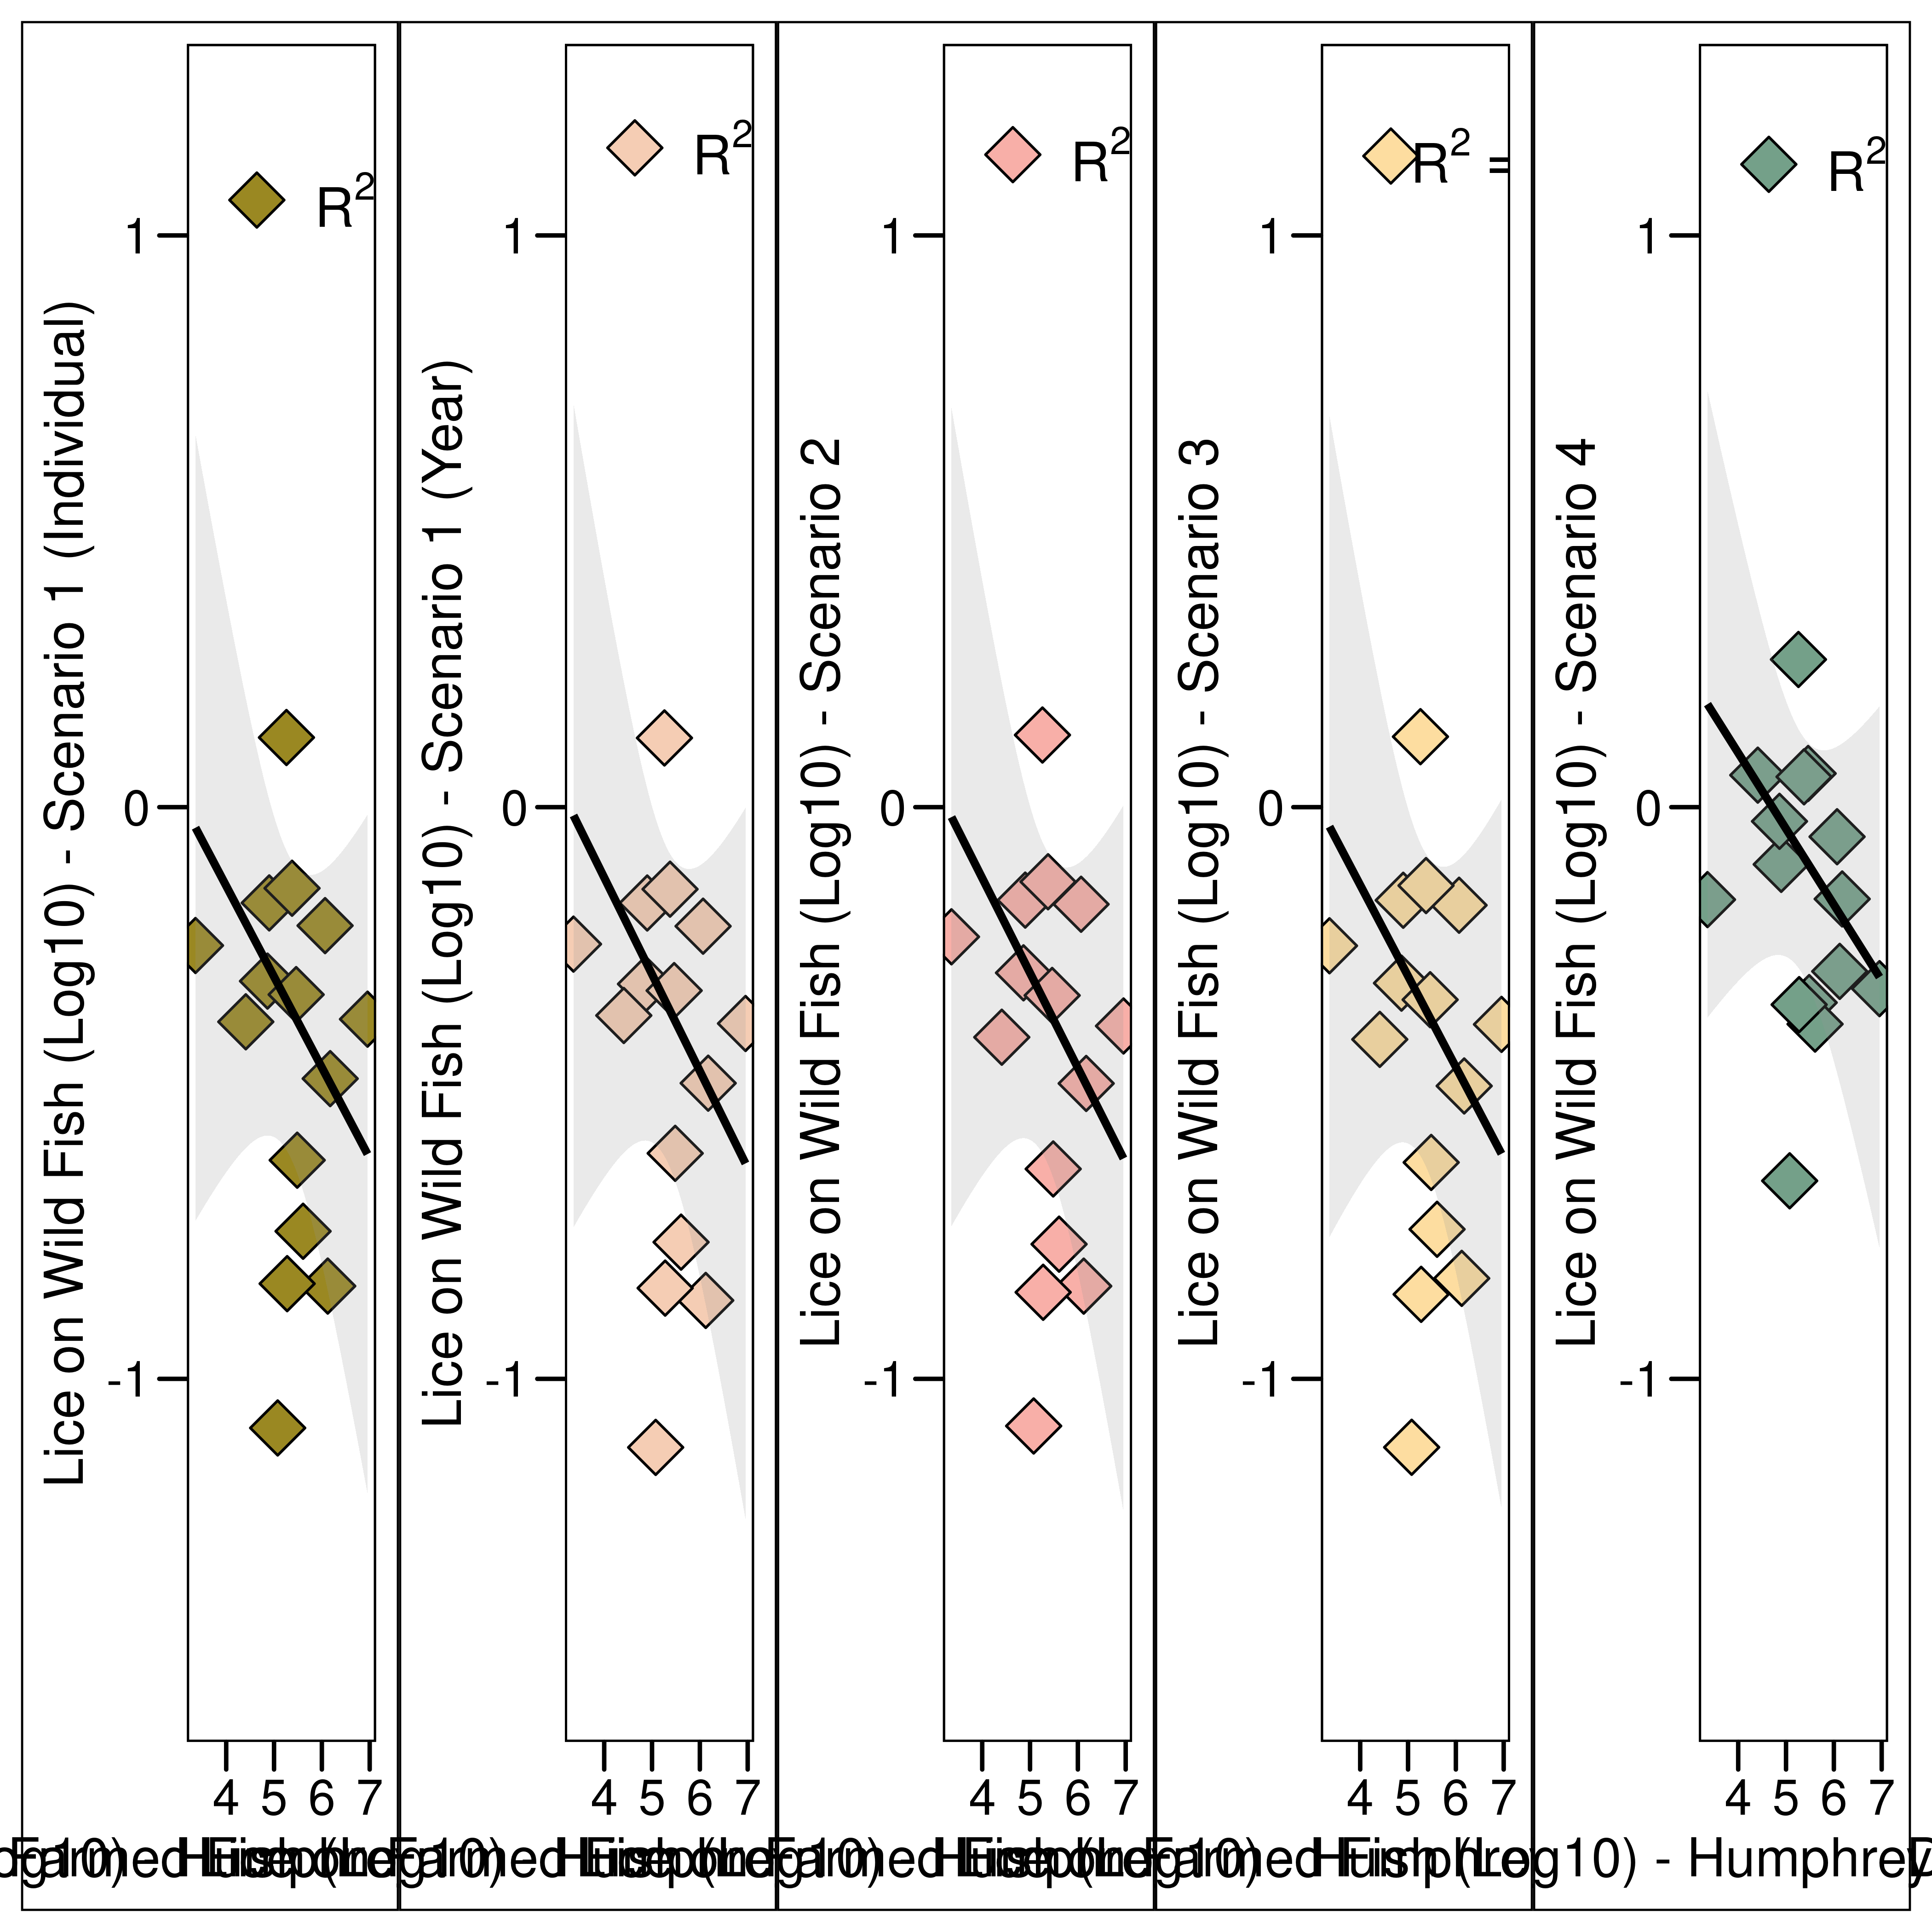 Lice on Wild Fish (Log10) - Scenario 1 (Individual)
R2
1
0
-1
4 5 6 7
Lice on Wild Fish (Log10) - Scenario 1 (Year)
R2
1
0
-1
4 5 6 7
Lice on Wild Fish (Log10) - Scenario 2
R2
1
0
-1
4 5 6 7
Lice on Wild Fish (Log10) - Scenario 3
R2 =
1
0
-1
4 5 6 7
Lice on Wild Fish (Log10) - Scenario 4
R2
1
0
-1
4 5 6 7
(Log10) - Humphrey